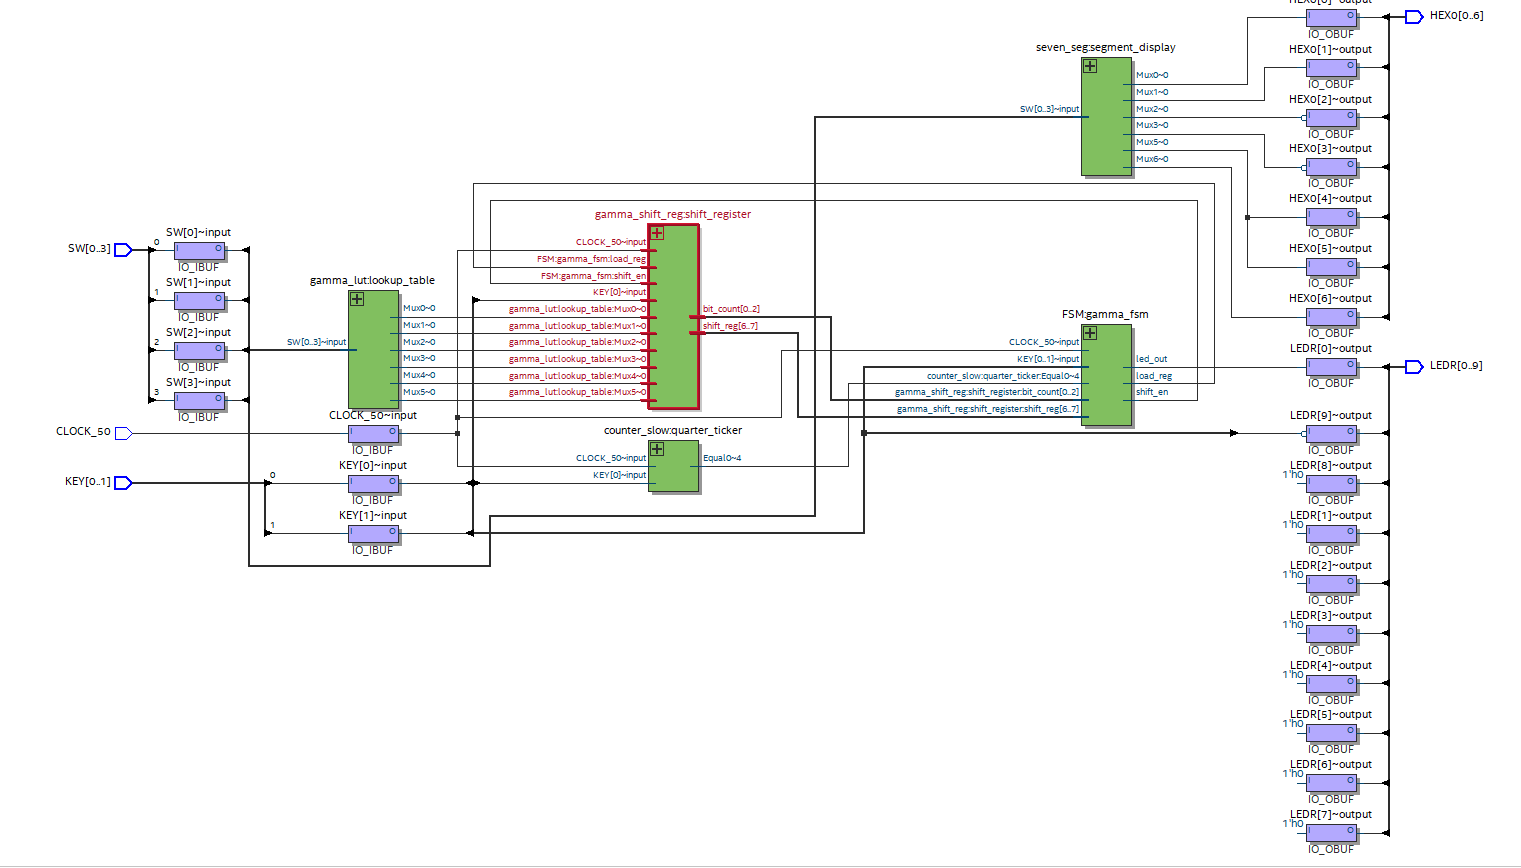 HEX0[0]~output
I O
IO_OBUF
HEX0[0..6]
seven_seg:segment_display
SW[0..3]~input
Mux0~0
Mux1~0
Mux2~0
Mux3~0
Mux5~0
Mux6~0
HEX0[1]~output
I O
IO_OBUF
HEX0[2]~output
I O
IO_OBUF
HEX0[3]~output
I O
IO_OBUF
HEX0[4]~output
I O
IO_OBUF
HEX0[5]~output
I O
IO_OBUF
HEX0[6]~output
I O
IO_OBUF
SW[0..3]
0
1
2
3
SW[0]~input
I O
IO_IBUF
SW[1]~input
I O
IO_IBUF
SW[2]~input
I O
IO_IBUF
SW[3]~input
I O
IO_IBUF
gamma_lut:lookup_table
SW[0..3]~input
Mux0~0
Mux1~0
Mux2~0
Mux3~0
Mux4~0
Mux5~0
gamma_shift_reg:shift_register
CLOCK_50~input
FSM:gamma_fsm:load_reg
FSM:gamma_fsm:shift_en
KEY[0]~input
gamma_lut:lookup_table:Mux0~0
gamma_lut:lookup_table:Mux1~0
gamma_lut:lookup_table:Mux2~0
gamma_lut:lookup_table:Mux3~0
gamma_lut:lookup_table:Mux4~0
gamma_lut:lookup_table:Mux5~0
bit_count[0..2]
shift_reg[6..7]
FSM:gamma_fsm
CLOCK_50~input
KEY[0..1]~input
counter_slow:quarter_ticker:Equal0~4
gamma_shift_reg:shift_register:bit_count[0..2]
gamma_shift_reg:shift_register:shift_reg[6..7]
led_out
load_reg
shift_en
CLOCK_50
CLOCK_50~input
I O
IO_IBUF
KEY[0..1]
0
1
KEY[0]~input
I O
IO_IBUF
KEY[1]~input
I O
IO_IBUF
counter_slow:quarter_ticker
CLOCK_50~input
KEY[0]~input
Equal0~4
LEDR[0]~output
I O
IO_OBUF
LEDR[0..9]
LEDR[9]~output
I O
IO_OBUF
LEDR[8]~output
1'h0 I O
IO_OBUF
LEDR[1]~output
1'h0 I O
IO_OBUF
LEDR[2]~output
1'h0 I O
IO_OBUF
LEDR[3]~output
1'h0 I O
IO_OBUF
LEDR[4]~output
1'h0 I O
IO_OBUF
LEDR[5]~output
1'h0 I O
IO_OBUF
LEDR[6]~output
1'h0 I O
IO_OBUF
LEDR[7]~output
1'h0 I O
IO_OBUF